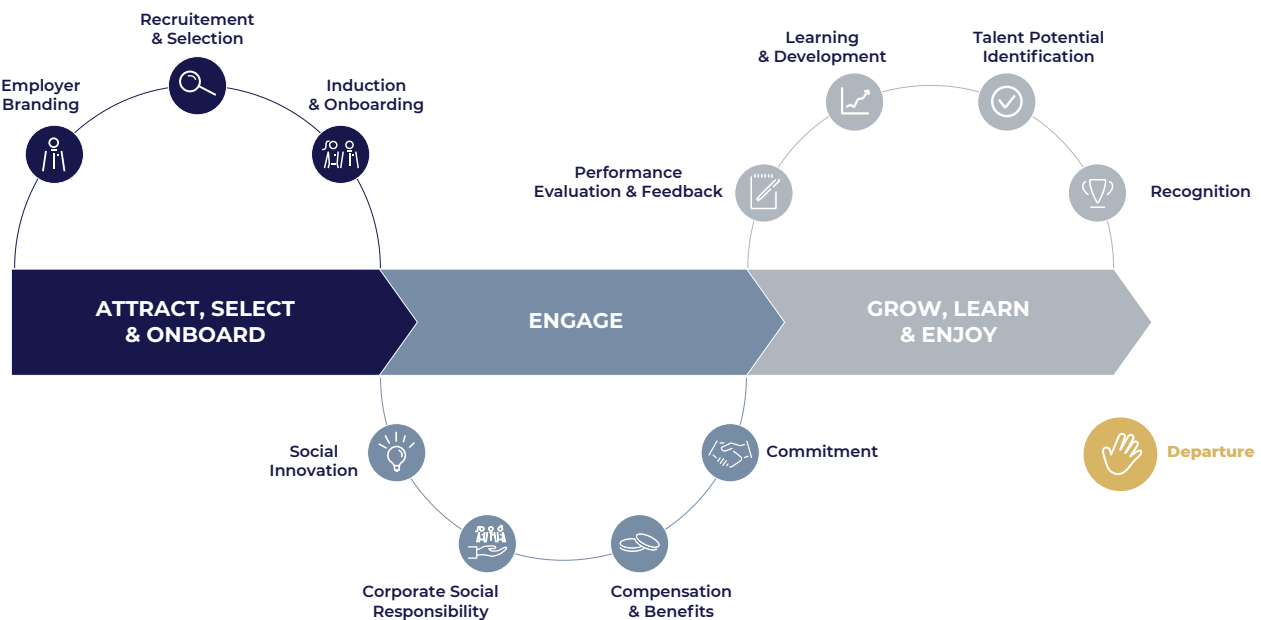 Recruitement
& Selection
Employer
Branding
Induction
& Onboarding
Learning
& Development
Talent Potential
Identification
Performance
Evaluation & Feedback
Recognition
ATTRACT, SELECT
& ONBOARD
ENGAGE
GROW, LEARN
& ENJOY
Social
Innovation
Commitment
Departure
Corporate Social
Responsibility
Compensation
& Benefits